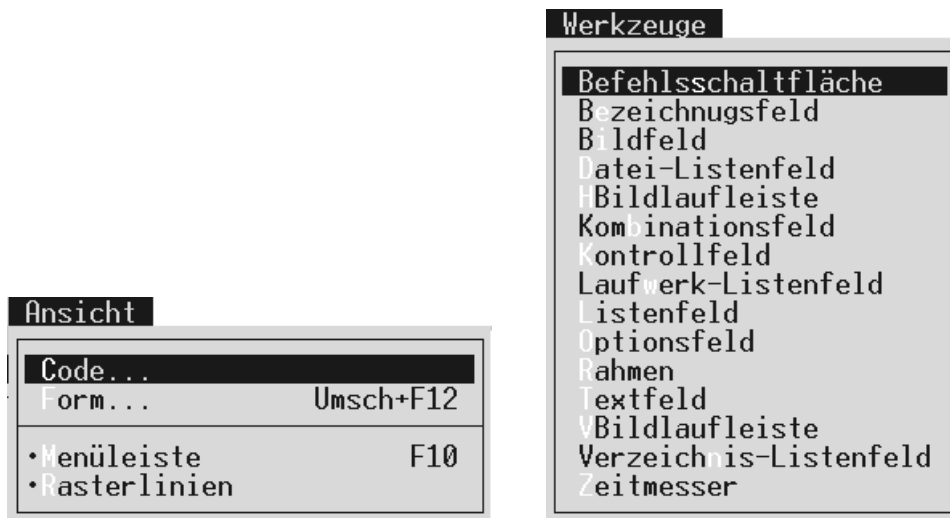 Ansicht
Code...
Form... Umsch+F12
·Menüleiste F10
·Rasterlinien
Werkzeuge
Befehlsschaltfläche
Bezeichnugsfeld
Bildfeld
Datei-Listenfeld
HBildlaufleiste
Kombinationsfeld
Kontrollfeld
Laufwerk-Listenfeld
Listenfeld
Optionsfeld
Rahmen
Textfeld
VBildlaufleiste
Verzeichnis-Listenfeld
Zeitmesser